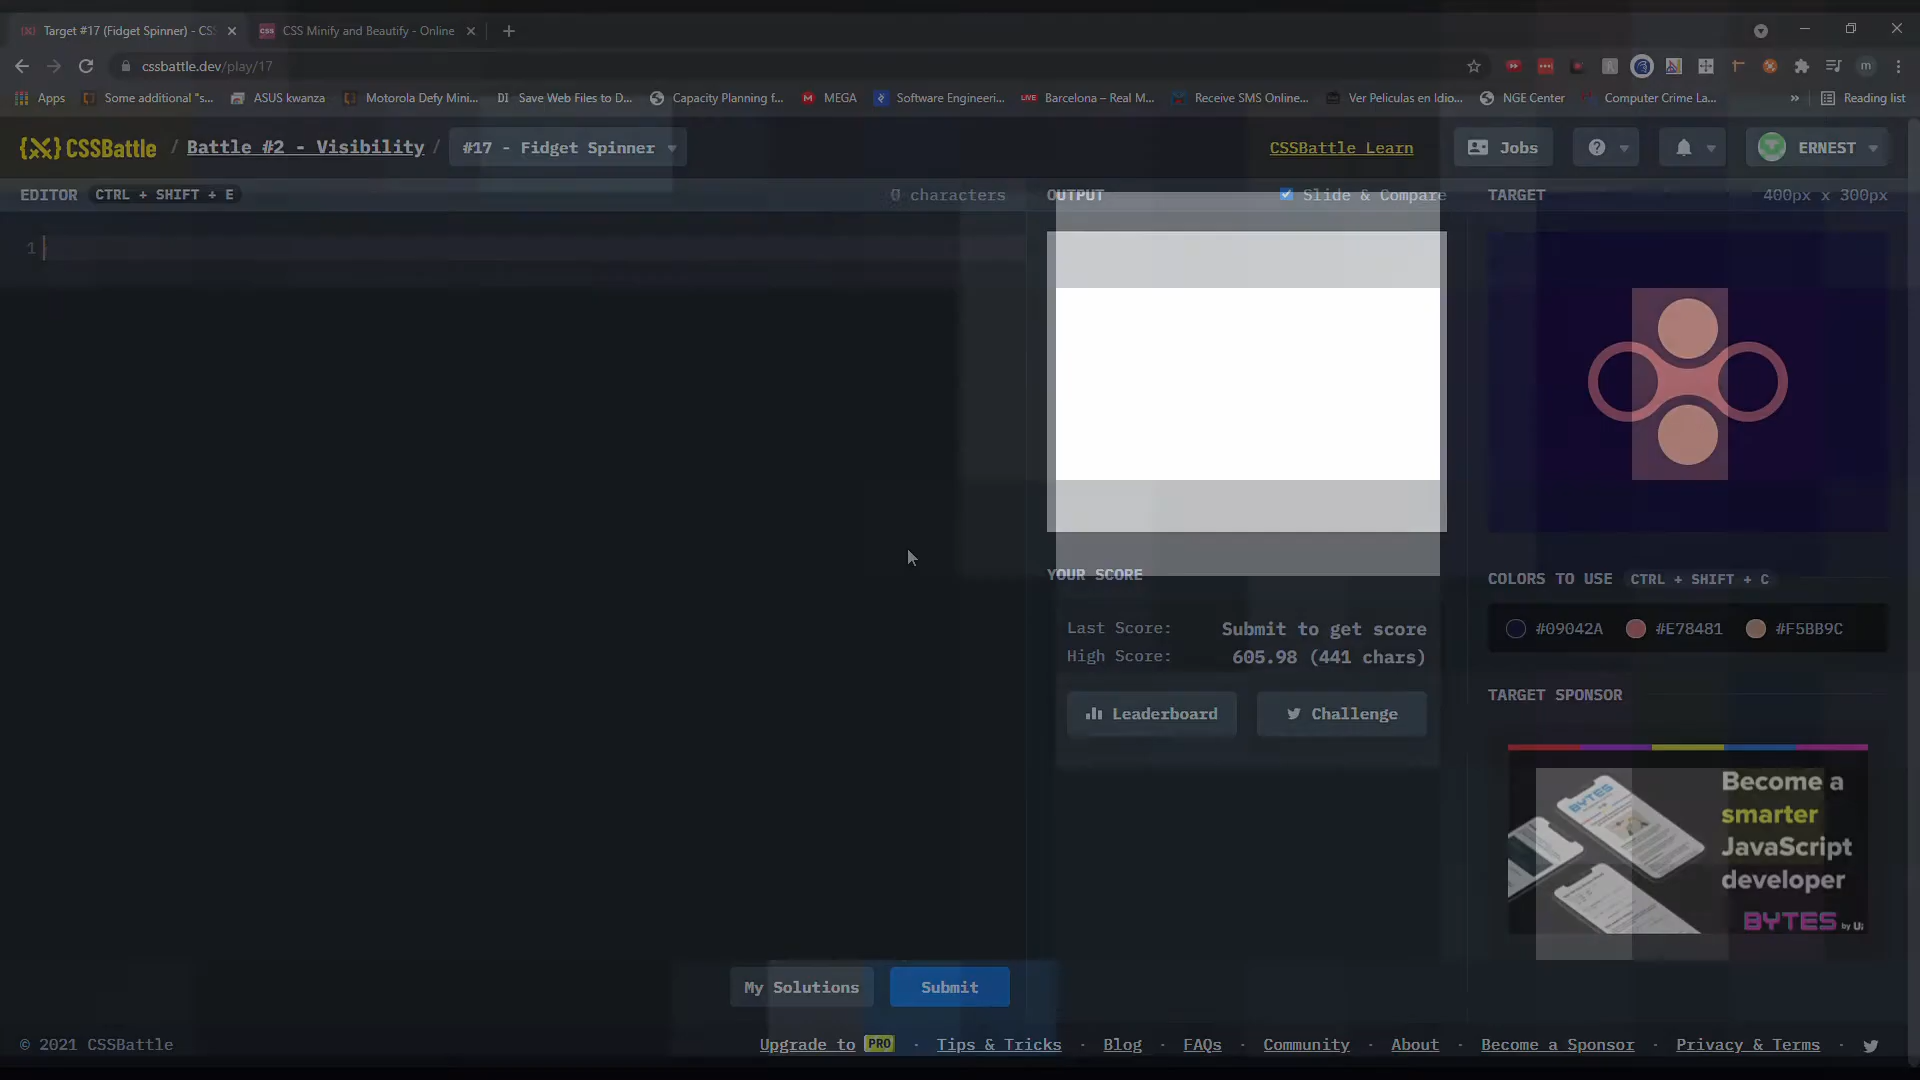 Target #17 (Fidget Spinner) - CS
CSS Minify and Beautify - Online
cssbattle.dev/play/17
Apps
Some additional "s...
ASUS kwanza
Motorola Defy Mini...
DI Save Web Files to D...
Capacity Planning f...
MEGA
Software Engineeri...
LIVE Barcelona – Real M...
Receive SMS Online...
Ver Peliculas en Idio...
NGE Center
Computer Crime La...
»
Reading list
CSSBattle / Battle #2 - Visibility / #17 - Fidget Spinner
CSSBattle Learn
Jobs
ERNEST
EDITOR CTRL + SHIFT + E
0 characters
OUTPUT
Slide & Compare
TARGET
400px x 300px
1
YOUR SCORE
Last Score: Submit to get score
High Score: 605.98 (441 chars)
Leaderboard
Challenge
COLORS TO USE CTRL + SHIFT + C
#09042A #E78481 #F5BB9C
TARGET SPONSOR
BYTES
Become a
smarter
JavaScript
developer
BYTES by Ui
My Solutions
Submit
© 2021 CSSBattle
Upgrade to PRO · Tips & Tricks · Blog · FAQs · Community · About · Become a Sponsor · Privacy & Terms ·